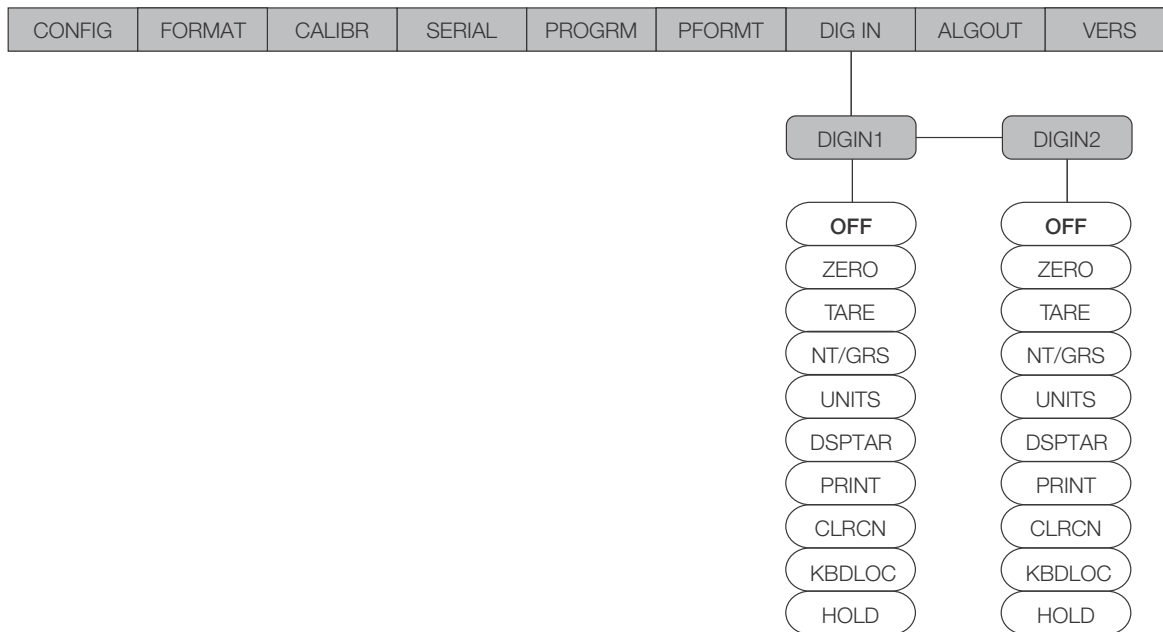 CONFIG FORMAT CALIBR SERIAL PROGRM PFORMT DIG IN ALGOUT VERS
DIGIN1 DIGIN2
OFF OFF
ZERO ZERO
TARE TARE
NT/GRS NT/GRS
UNITS UNITS
DSPTAR DSPTAR
PRINT PRINT
CLRCN CLRCN
KBDLOC KBDLOC
HOLD HOLD